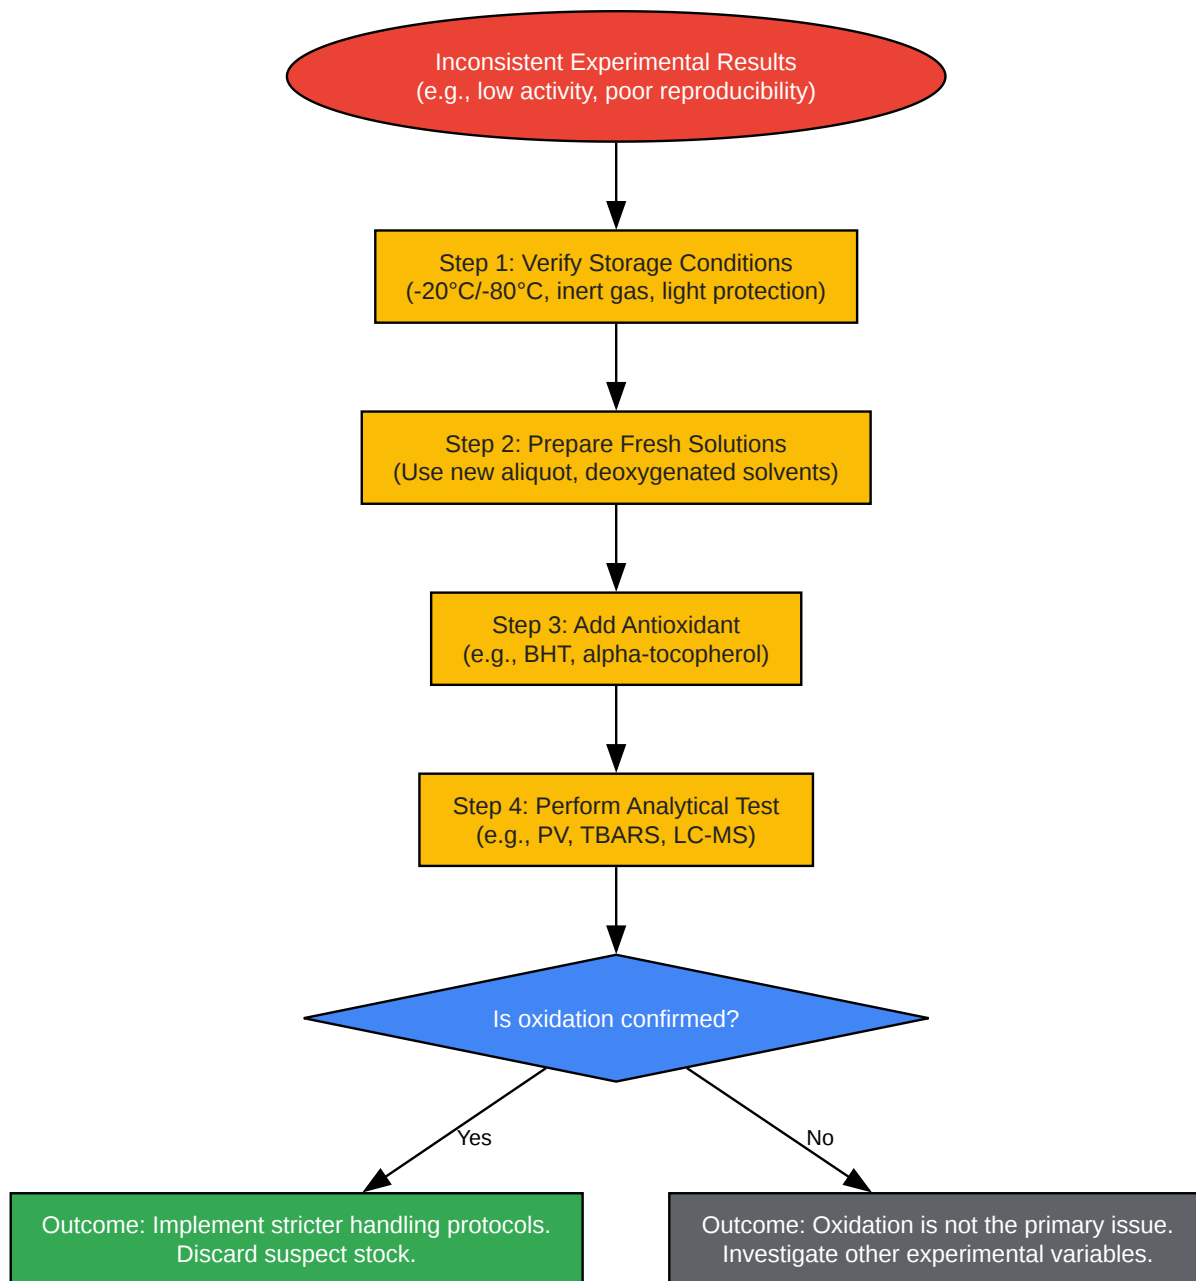 Inconsistent Experimental Results
(e.g., low activity, poor reproducibility)
Step 1: Verify Storage Conditions
(-20°C/-80°C, inert gas, light protection)
Step 2: Prepare Fresh Solutions
(Use new aliquot, deoxygenated solvents)
Step 3: Add Antioxidant
(e.g., BHT, alpha-tocopherol)
Step 4: Perform Analytical Test
(e.g., PV, TBARS, LC-MS)
Is oxidation confirmed?
Yes
No
Outcome: Implement stricter handling protocols.
Discard suspect stock.
Outcome: Oxidation is not the primary issue.
Investigate other experimental variables.